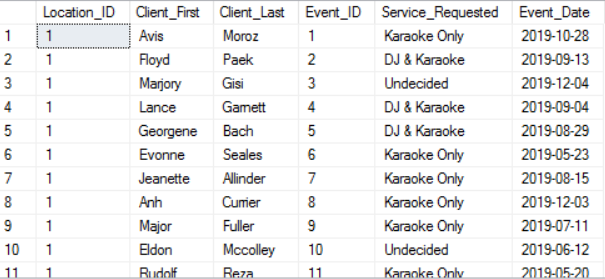 Location_ID Client_First Client_Last Event_ID Service_Requested Event_Date
1 1 Avis Moroz 1 Karaoke Only 2019-10-28
2 1 Floyd Paek 2 DJ & Karaoke 2019-09-13
3 1 Marjory Gisi 3 Undecided 2019-12-04
4 1 Lance Garnett 4 DJ & Karaoke 2019-09-04
5 1 Georgene Bach 5 DJ & Karaoke 2019-08-29
6 1 Evonne Seales 6 Karaoke Only 2019-05-23
7 1 Jeanette Allinder 7 Karaoke Only 2019-08-15
8 1 Anh Currier 8 Karaoke Only 2019-12-03
9 1 Major Fuller 9 Karaoke Only 2019-07-11
10 1 Eldon Mccolley 10 Undecided 2019-06-12
11 1 Rudolf Reza 11 Karaoke Only 2019-05-20